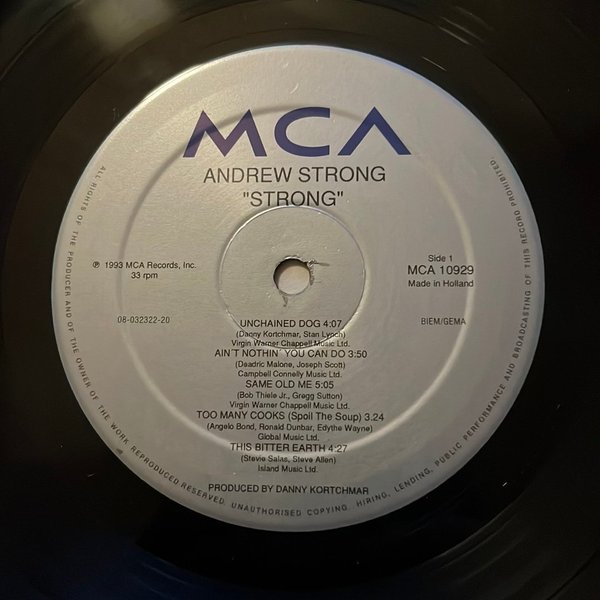 MCA
ANDREW STRONG
"STRONG"
℗ 1993 MCA Records, Inc.
33 rpm
Side 1
MCA 10929
Made in Holland
08-032322-20
BIEM/GEMA
UNCHAINED DOG 4:07
(Danny Kortchmar, Stan Lynch)
Virgin Warner Chappell Music Ltd.
AIN'T NOTHIN' YOU CAN DO 3:50
(Deadric Malone, Joseph Scott)
Campbell Connelly Music Ltd.
SAME OLD ME 5:05
(Bob Thiele Jr., Gregg Sutton)
Virgin Warner Chappell Music Ltd.
TOO MANY COOKS (Spoil The Soup) 3.24
(Angelo Bond, Ronald Dunbar, Edythe Wayne)
Global Music Ltd.
THIS BITTER EARTH 4:27
(Stevie Salas, Steve Allen)
Island Music Ltd.
PRODUCED BY DANNY KORTCHMAR
ALL RIGHTS OF THE PRODUCER AND OF THE OWNER OF THE WORK REPRODUCED RESERVED. UNAUTHORISED COPYING, HIRING, LENDING, PUBLIC PERFORMANCE AND BROADCASTING OF THIS RECORD PROHIBITED.